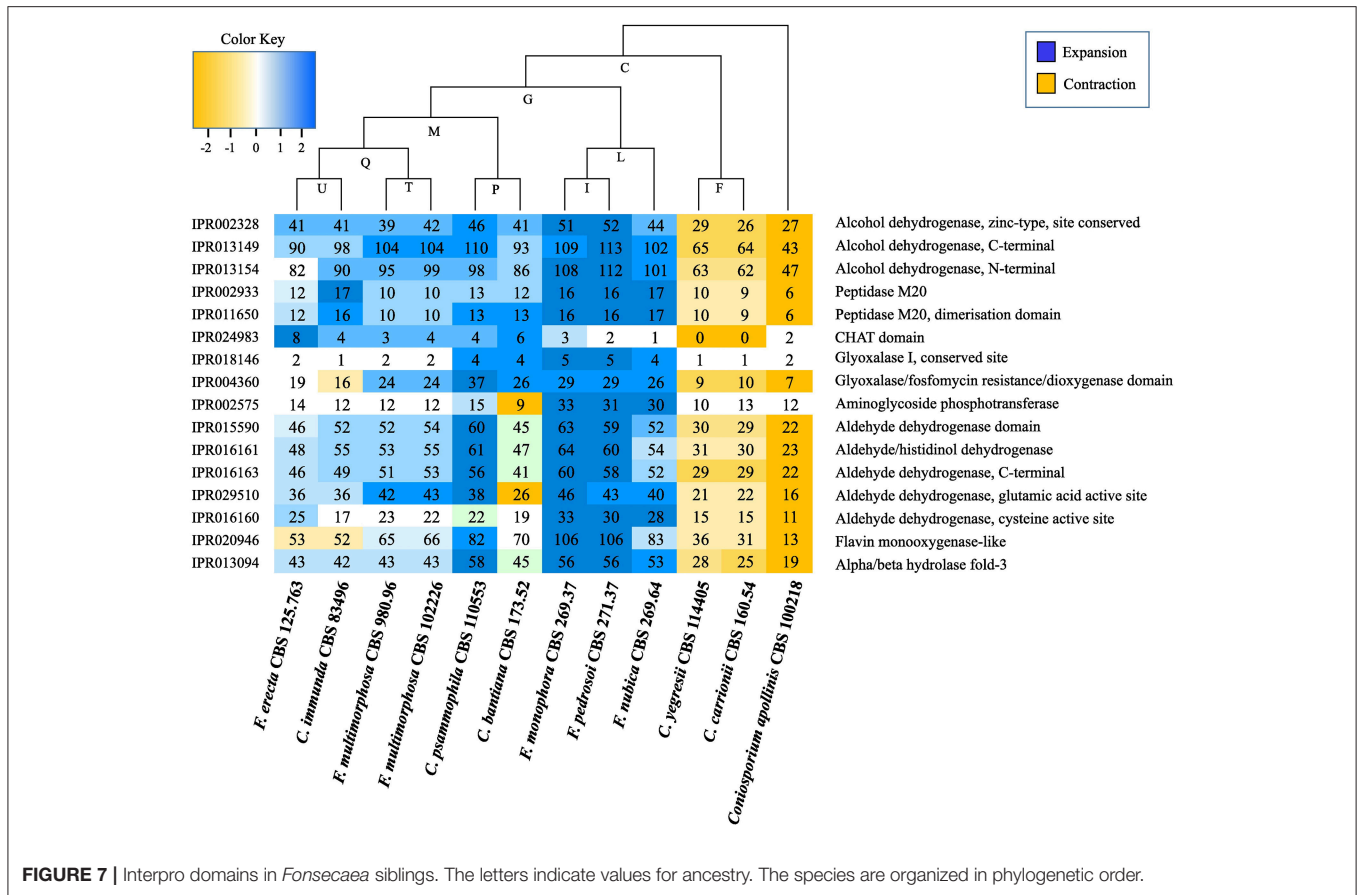 Color Key
-2 -1 0 1 2
Expansion
Contraction
C
G
M
L
Q
U T P I F
IPR002328 41 41 39 42 46 41 51 52 44 29 26 27 Alcohol dehydrogenase, zinc-type, site conserved
IPR013149 90 98 104 104 110 93 109 113 102 65 64 43 Alcohol dehydrogenase, C-terminal
IPR013154 82 90 95 99 98 86 108 112 101 63 62 47 Alcohol dehydrogenase, N-terminal
IPR002933 12 17 10 10 13 12 16 16 17 10 9 6 Peptidase M20
IPR011650 12 16 10 10 13 13 16 16 17 10 9 6 Peptidase M20, dimerisation domain
IPR024983 8 4 3 4 4 6 3 2 1 0 0 2 CHAT domain
IPR018146 2 1 2 2 4 4 5 5 4 1 1 2 Glyoxalase I, conserved site
IPR004360 19 16 24 24 37 26 29 29 26 9 10 7 Glyoxalase/fosfomycin resistance/dioxygenase domain
IPR002575 14 12 12 12 15 9 33 31 30 10 13 12 Aminoglycoside phosphotransferase
IPR015590 46 52 52 54 60 45 63 59 52 30 29 22 Aldehyde dehydrogenase domain
IPR016161 48 55 53 55 61 47 64 60 54 31 30 23 Aldehyde/histidinol dehydrogenase
IPR016163 46 49 51 53 56 41 60 58 52 29 29 22 Aldehyde dehydrogenase, C-terminal
IPR029510 36 36 42 43 38 26 46 43 40 21 22 16 Aldehyde dehydrogenase, glutamic acid active site
IPR016160 25 17 23 22 22 19 33 30 28 15 15 11 Aldehyde dehydrogenase, cysteine active site
IPR020946 53 52 65 66 82 70 106 106 83 36 31 13 Flavin monooxygenase-like
IPR013094 43 42 43 43 58 45 56 56 53 28 25 19 Alpha/beta hydrolase fold-3
F. erecta CBS 125.763
C. immunda CBS 83496
F. multimorphosa CBS 980.96
F. multimorphosa CBS 102226
C. psammophila CBS 110553
C. bantiana CBS 173.52
F. monophora CBS 269.37
F. pedrosoi CBS 271.37
F. nubica CBS 269.64
C. yegresii CBS 114405
C. carrionii CBS 160.54
Coniosporium apollinis CBS 100218
FIGURE 7 | Interpro domains in Fonsecaea siblings. The letters indicate values for ancestry. The species are organized in phylogenetic order.